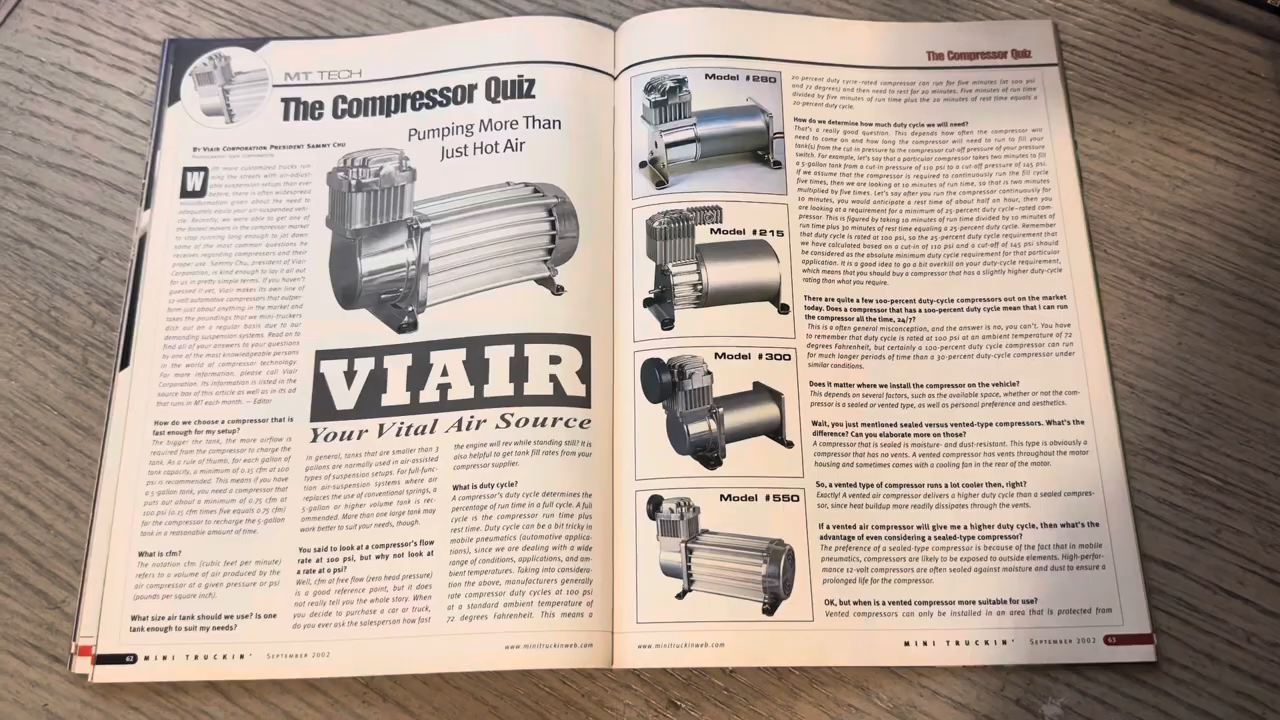 MT TECH
The Compressor Quiz
Pumping More Than
Just Hot Air
BY VIAIR CORPORATION PRESIDENT SAMMY CHU
With more customized trucks run-
ning the streets with air-adjust-
able suspension setups than ever
before, there is often widespread
misinformation given about the need to
adequately equip your air-suspended vehi-
cle. Recently, we were able to get one of
the fastest movers in the compressor market
to stop running long enough to jot down
some of the most common questions he
receives regarding compressors and their
proper use. Sammy Chu, president of Viair
Corporation, is kind enough to lay it all out
for us in pretty simple terms. If you haven't
guessed it yet, Viair makes its own line of
12-volt automotive compressors that outper-
form just about anything in the market and
takes the poundings that mini-truckers
dish out on a regular basis due to our
demanding suspension systems. Read on to
find all of your answers to your questions
by one of the most knowledgeable persons
in the world of compressor technology.
For more information, please call Viair
Corporation. Its information is listed in the
source box of this article as well as in its ad
that runs in MT each month. — Editor
How do we choose a compressor that is
fast enough for my setup?
The bigger the tank, the more airflow is
required from the compressor to charge the
tank. As a rule of thumb, for each gallon of
tank capacity, a minimum of 0.15 cfm at 100
psi is recommended. This means if you have
a 5-gallon tank, you need a compressor that
puts out about a minimum of 0.75 cfm at
100 psi (0.15 cfm times five equals 0.75 cfm)
for the compressor to recharge the 5-gallon
tank in a reasonable amount of time.
What is cfm?
The notation cfm (cubic feet per minute)
refers to a volume of air produced by the
air compressor at a given pressure or psi
(pounds per square inch).
What size air tank should we use? Is one
tank enough to suit my needs?
VIAIR
Your Vital Air Source
In general, tanks that are smaller than 3
gallons are normally used in air-assisted
types of suspension setups. For full-func-
tion air-suspension systems where air
replaces the use of conventional springs, a
5-gallon or higher volume tank is rec-
ommended. More than one large tank may
work better to suit your needs, though.
You said to look at a compressor's flow
rate at 100 psi, but why not look at
a rate at 0 psi?
Well, cfm at free flow (zero head pressure)
is a good reference point, but it does
not really tell you the whole story. When
you decide to purchase a car or truck,
do you ever ask the salesperson how fast
the engine will rev while standing still? It is
also helpful to get tank fill rates from your
compressor supplier.
What is duty cycle?
A compressor's duty cycle determines the
percentage of run time in a full cycle. A full
cycle is the compressor run time plus
rest time. Duty cycle can be a bit tricky in
mobile pneumatics (automotive applica-
tions), since we are dealing with a wide
range of conditions, applications, and am-
bient temperatures. Taking into considera-
tion the above, manufacturers generally
rate compressor duty cycles at 100 psi
at a standard ambient temperature of
72 degrees Fahrenheit. This means a
62 MINI TRUCKIN' SEPTEMBER 2002
www.minitruckinweb.com
The Compressor Quiz
Model #280
Model #215
Model #300
Model #550
20-percent duty cycle-rated compressor can run for five minutes (at 100 psi
and 72 degrees) and then need to rest for 20 minutes. Five minutes of run time
divided by five minutes of run time plus the 20 minutes of rest time equals a
20-percent duty cycle.
How do we determine how much duty cycle we will need?
That's a really good question. This depends how often the compressor will
need to come on and how long the compressor will need to run to fill your
tank(s) from the cut in pressure to the compressor cut-off pressure of your pressure
switch. For example, let's say that a particular compressor takes two minutes to fill
a 5-gallon tank from a cut-in pressure of 110 psi to a cut-off pressure of 145 psi.
If we assume that the compressor is required to continuously run the fill cycle
five times, then we are looking at 10 minutes of run time, so that is two minutes
multiplied by five times. Let's say after you run the compressor continuously for
10 minutes, you would anticipate a rest time of about half an hour, then you
are looking at a requirement for a minimum of 25-percent duty cycle–rated com-
pressor. This is figured by taking 10 minutes of run time divided by 10 minutes of
run time plus 30 minutes of rest time equaling a 25-percent duty cycle. Remember
that duty cycle is rated at 100 psi, so the 25-percent duty cycle requirement that
we have calculated based on a cut-in of 110 psi and a cut-off of 145 psi should
be considered as the absolute minimum duty cycle requirement for that particular
application. It is a good idea to go a bit overkill on your duty-cycle requirement,
which means that you should buy a compressor that has a slightly higher duty-cycle
rating than what you require.
There are quite a few 100-percent duty-cycle compressors out on the market
today. Does a compressor that has a 100-percent duty cycle mean that I can run
the compressor all the time, 24/7?
This is a often general misconception, and the answer is no, you can't. You have
to remember that duty cycle is rated at 100 psi at an ambient temperature of 72
degrees Fahrenheit, but certainly a 100-percent duty cycle compressor can run
for much longer periods of time than a 30-percent duty-cycle compressor under
similar conditions.
Does it matter where we install the compressor on the vehicle?
This depends on several factors, such as the available space, whether or not the com-
pressor is a sealed or vented type, as well as personal preference and aesthetics.
Wait, you just mentioned sealed versus vented-type compressors. What's the
difference? Can you elaborate more on those?
A compressor that is sealed is moisture- and dust-resistant. This type is obviously a
compressor that has no vents. A vented compressor has vents throughout the motor
housing and sometimes comes with a cooling fan in the rear of the motor.
So, a vented type of compressor runs a lot cooler then, right?
Exactly! A vented air compressor delivers a higher duty cycle than a sealed compres-
sor, since heat buildup more readily dissipates through the vents.
If a vented air compressor will give me a higher duty cycle, then what's the
advantage of even considering a sealed-type compressor?
The preference of a sealed-type compressor is because of the fact that in mobile
pneumatics, compressors are likely to be exposed to outside elements. High-perfor-
mance 12-volt compressors are often sealed against moisture and dust to ensure a
prolonged life for the compressor.
OK, but when is a vented compressor more suitable for use?
Vented compressors can only be installed in an area that is protected from
www.minitruckinweb.com
MINI TRUCKIN' SEPTEMBER 2002 63